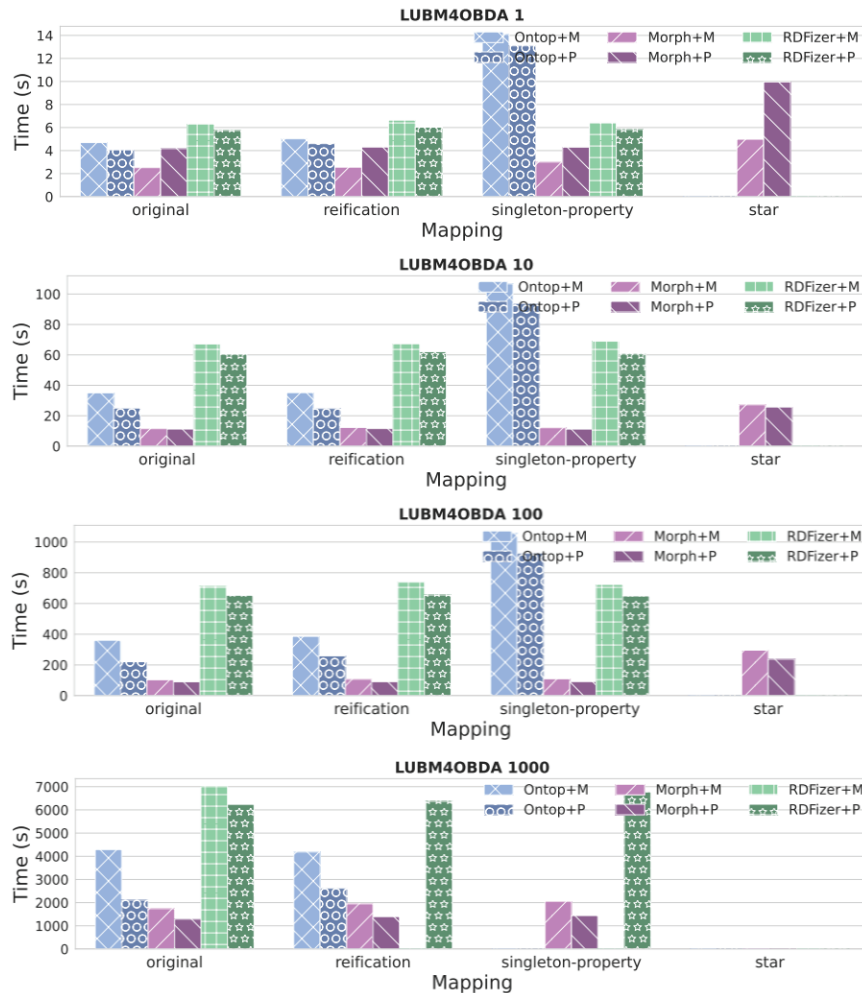 LUBM4OBDA 1
Ontop+M Morph+M RDFizer+M
Ontop+P Morph+P RDFizer+P
Time (s)
14
12
10
8
6
4
2
0
original reification singleton-property star
Mapping
LUBM4OBDA 10
Ontop+M Morph+M RDFizer+M
Ontop+P Morph+P RDFizer+P
Time (s)
100
80
60
40
20
0
original reification singleton-property star
Mapping
LUBM4OBDA 100
Ontop+M Morph+M RDFizer+M
Ontop+P Morph+P RDFizer+P
Time (s)
1000
800
600
400
200
0
original reification singleton-property star
Mapping
LUBM4OBDA 1000
Ontop+M Morph+M RDFizer+M
Ontop+P Morph+P RDFizer+P
Time (s)
7000
6000
5000
4000
3000
2000
1000
0
original reification singleton-property star
Mapping